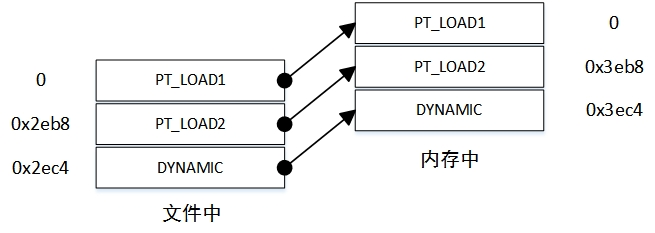 PT_LOAD1 0
0 PT_LOAD1
PT_LOAD2 0x3eb8
0x2eb8 PT_LOAD2
DYNAMIC 0x3ec4
0x2ec4 DYNAMIC
内存中
文件中